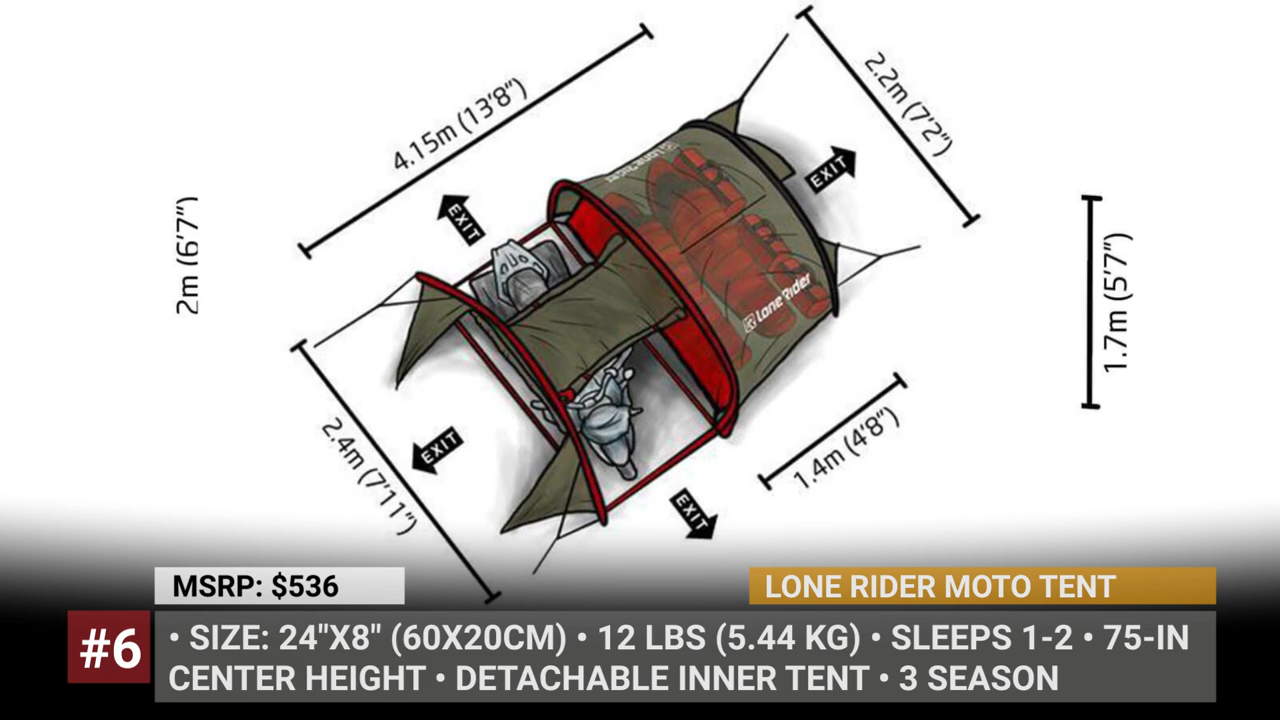 4.15m (13'8")
2.2m (7'2")
2m (6'7")
EXIT
EXIT
Lone Rider
1.7m (5'7")
Lone Rider
2.4m (7'11")
EXIT
1.4m (4'8")
EXIT
MSRP: $536
LONE RIDER MOTO TENT
#6
• SIZE: 24"X8" (60X20CM) • 12 LBS (5.44 KG) • SLEEPS 1-2 • 75-IN
CENTER HEIGHT • DETACHABLE INNER TENT • 3 SEASON